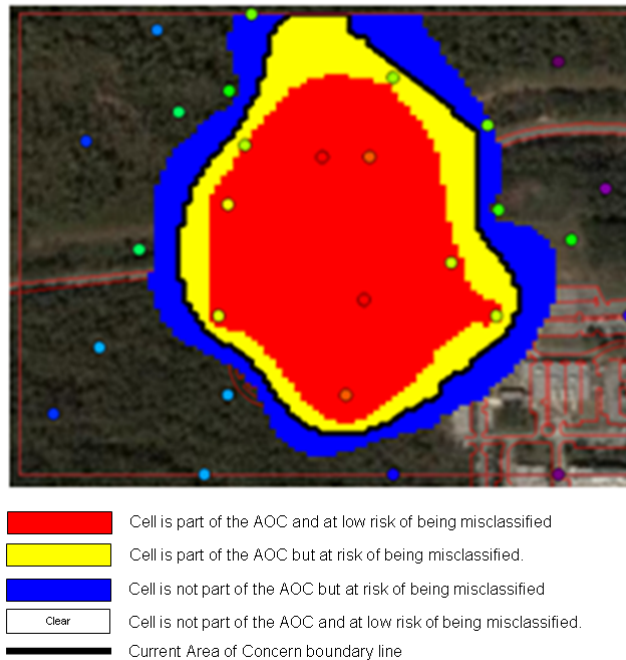 Cell is part of the AOC and at low risk of being misclassified
Cell is part of the AOC but at risk of being misclassified.
Cell is not part of the AOC but at risk of being misclassified
Clear Cell is not part of the AOC and at low risk of being misclassified.
Current Area of Concern boundary line